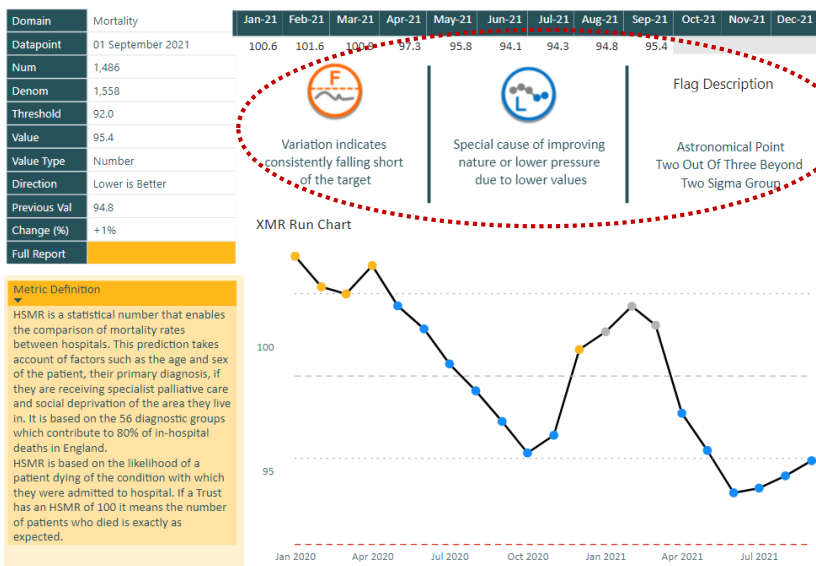 Domain Mortality
Datapoint 01 September 2021
Num 1,486
Denom 1,558
Threshold 92.0
Value 95.4
Value Type Number
Direction Lower is Better
Previous Val 94.8
Change (%) +1%
Full Report
Jan-21 Feb-21 Mar-21 Apr-21 May-21 Jun-21 Jul-21 Aug-21 Sep-21 Oct-21 Nov-21 Dec-21
100.6 101.6 100.9 97.3 95.8 94.1 94.3 94.8 95.4
F
Variation indicates
consistently falling short
of the target
L
Special cause of improving
nature or lower pressure
due to lower values
Flag Description
Astronomical Point
Two Out Of Three Beyond
Two Sigma Group
Metric Definition
HSMR is a statistical number that enables
the comparison of mortality rates
between hospitals. This prediction takes
account of factors such as the age and sex
of the patient, their primary diagnosis, if
they are receiving specialist palliative care
and social deprivation of the area they live
in. It is based on the 56 diagnostic groups
which contribute to 80% of in-hospital
deaths in England.
HSMR is based on the likelihood of a
patient dying of the condition with which
they were admitted to hospital. If a Trust
has an HSMR of 100 it means the number
of patients who died is exactly as
expected.
XMR Run Chart
100
95
Jan 2020 Apr 2020 Jul 2020 Oct 2020 Jan 2021 Apr 2021 Jul 2021